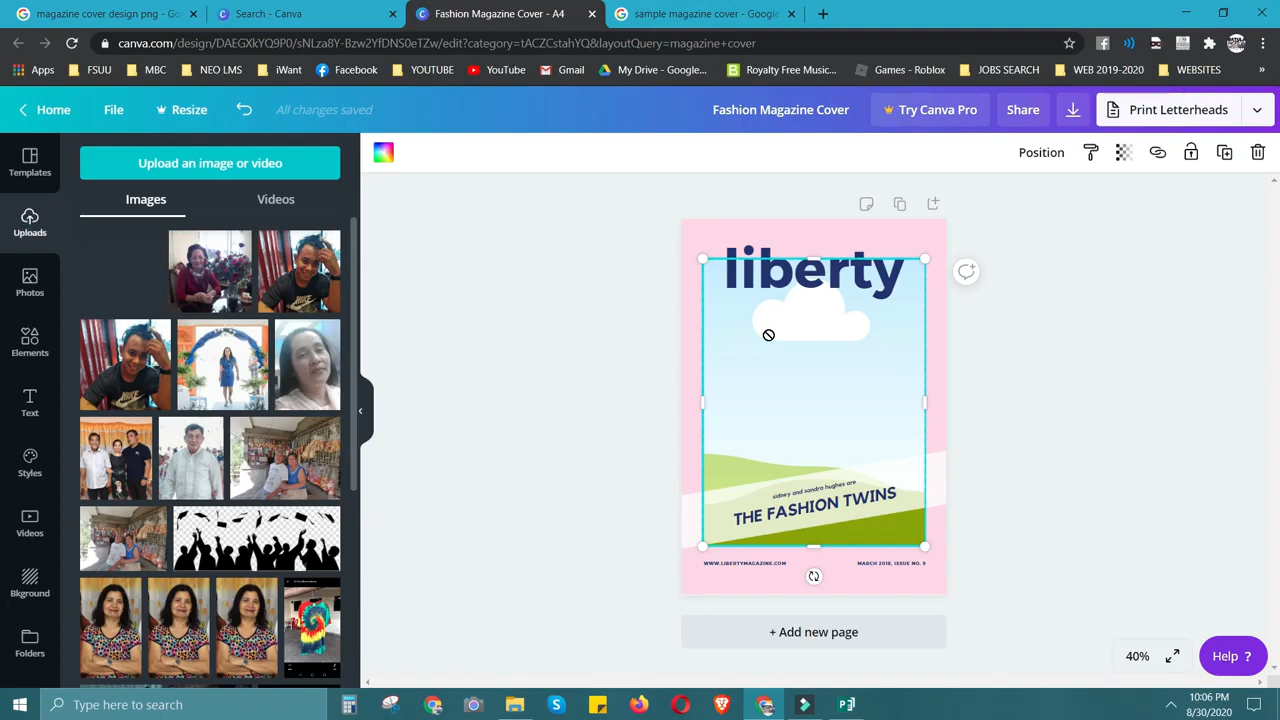 magazine cover design png - Go
Search - Canva
Fashion Magazine Cover - A4
sample magazine cover - Google
canva.com/design/DAEGXkYQ9P0/sNLza8Y-Bzw2YfDNS0eTZw/edit?category=tACZCstahYQ&layoutQuery=magazine+cover
Apps
FSUU
MBC
NEO LMS
iWant
Facebook
YOUTUBE
YouTube
Gmail
My Drive - Google...
Royalty Free Music...
Games - Roblox
JOBS SEARCH
WEB 2019-2020
WEBSITES
»
Home
File
Resize
All changes saved
Fashion Magazine Cover
Try Canva Pro
Share
Print Letterheads
Templates
Uploads
Photos
Elements
Text
Styles
Videos
Bkground
Folders
Upload an image or video
Images
Videos
Position
liberty
sidney and sandra hughes are
THE FASHION TWINS
WWW.LIBERTYMAGAZINE.COM
MARCH 2018, ISSUE NO. 9
+ Add new page
40%
Help ?
Type here to search
10:06 PM
8/30/2020